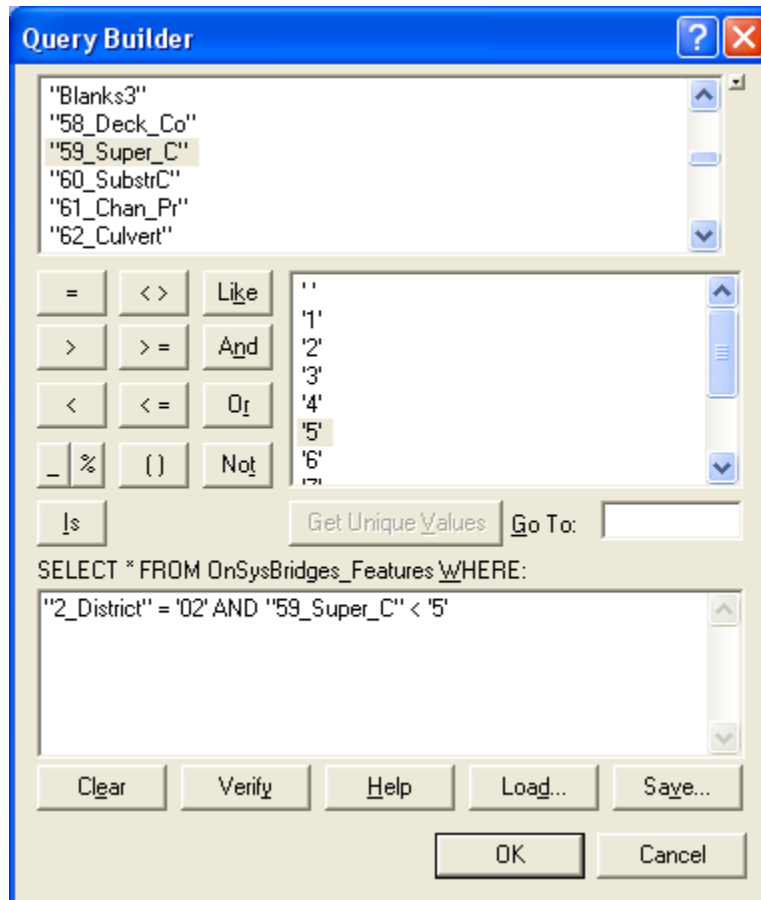 Query Builder
"Blanks3"
"58_Deck_Co"
"59_Super_C"
"60_SubstrC"
"61_Chan_Pr"
"62_Culvert"
= < > Like
> > = And
< < = Or
_ % ( ) Not
Is
' '
'1'
'2'
'3'
'4'
'5'
'6'
Get Unique Values Go To:
SELECT * FROM OnSysBridges_Features WHERE:
"2_District" = '02' AND "59_Super_C" < '5'
Clear Verify Help Load... Save...
OK Cancel